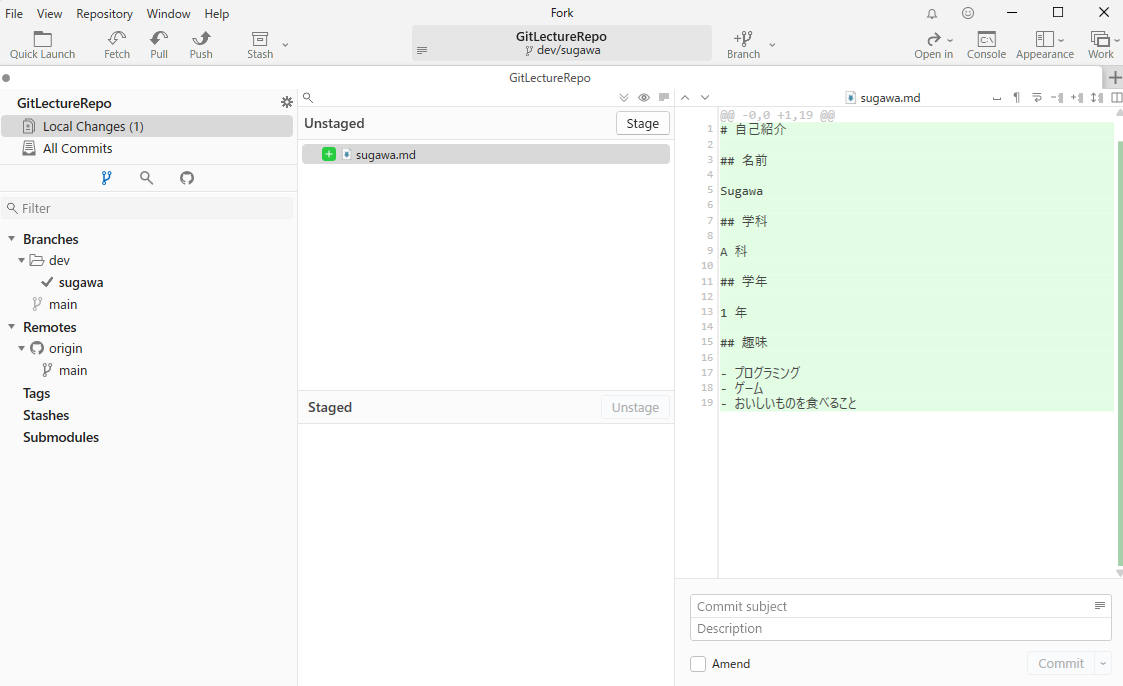 File View Repository Window Help
Fork
Quick Launch
Fetch
Pull
Push
Stash
GitLectureRepo
dev/sugawa
Branch
Open in
Console
Appearance
Work
GitLectureRepo
GitLectureRepo
Local Changes (1)
All Commits
Filter
Branches
dev
sugawa
main
Remotes
origin
main
Tags
Stashes
Submodules
Unstaged
Stage
sugawa.md
Staged
Unstage
sugawa.md
@@ -0,0 +1,19 @@
1 # 自己紹介
2
3 ## 名前
4
5 Sugawa
6
7 ## 学科
8
9 A 科
10
11 ## 学年
12
13 1 年
14
15 ## 趣味
16
17 - プログラミング
18 - ゲーム
19 - おいしいものを食べること
Commit subject
Description
Amend
Commit